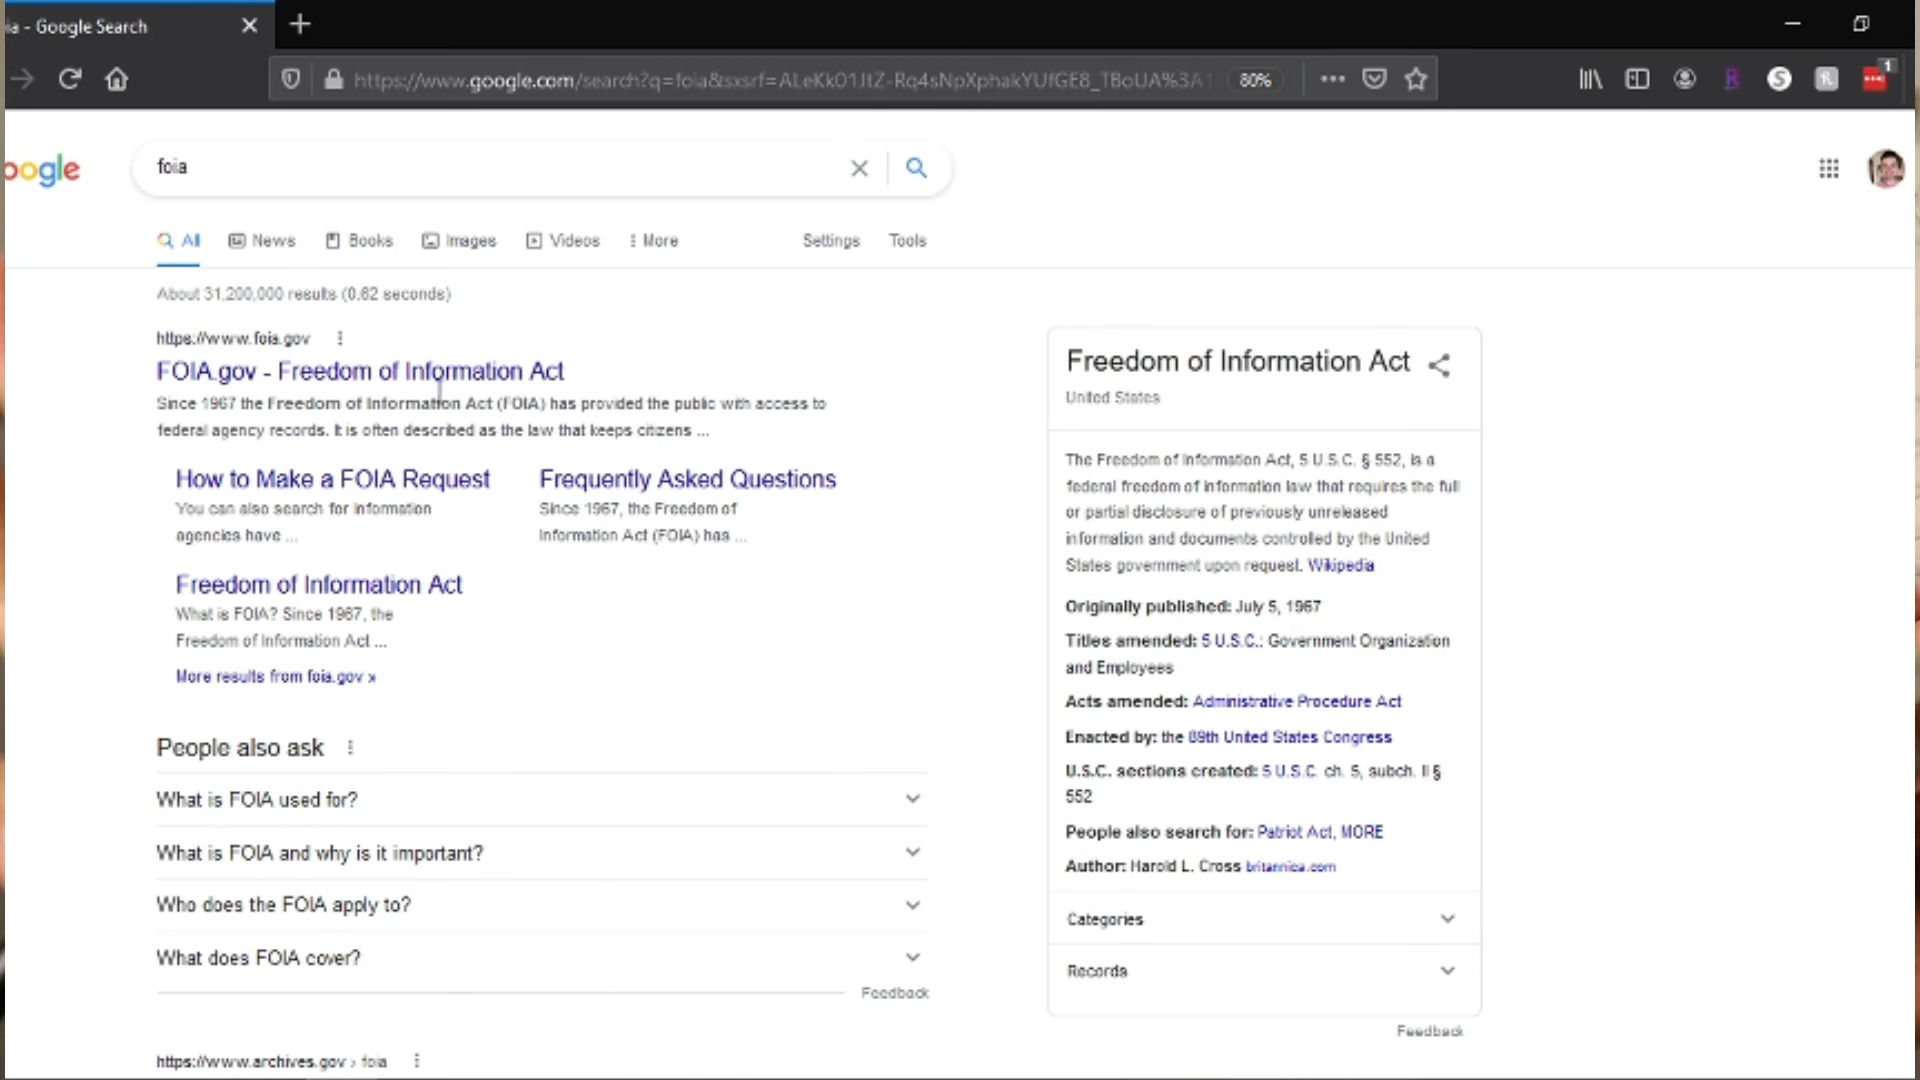 ia - Google Search
https://www.google.com/search?q=foia&sxsrf=ALeKk01JtZ-Rq4sNpXphakYUfGE8_TBoUA%3A1
80%
1
oogle
foia
All News Books Images Videos More Settings Tools
About 31,200,000 results (0.62 seconds)
https://www.foia.gov
FOIA.gov - Freedom of Information Act
Since 1967 the Freedom of Information Act (FOIA) has provided the public with access to
federal agency records. It is often described as the law that keeps citizens ...
How to Make a FOIA Request
You can also search for information
agencies have ...
Frequently Asked Questions
Since 1967, the Freedom of
Information Act (FOIA) has ...
Freedom of Information Act
What is FOIA? Since 1967, the
Freedom of Information Act ...
More results from foia.gov »
People also ask
What is FOIA used for?
What is FOIA and why is it important?
Who does the FOIA apply to?
What does FOIA cover?
Feedback
https://www.archives.gov › foia
Freedom of Information Act
United States
The Freedom of Information Act, 5 U.S.C. § 552, is a
federal freedom of information law that requires the full
or partial disclosure of previously unreleased
information and documents controlled by the United
States government upon request. Wikipedia
Originally published: July 5, 1967
Titles amended: 5 U.S.C.: Government Organization
and Employees
Acts amended: Administrative Procedure Act
Enacted by: the 89th United States Congress
U.S.C. sections created: 5 U.S.C. ch. 5, subch. II §
552
People also search for: Patriot Act, MORE
Author: Harold L. Cross britannica.com
Categories
Records
Feedback